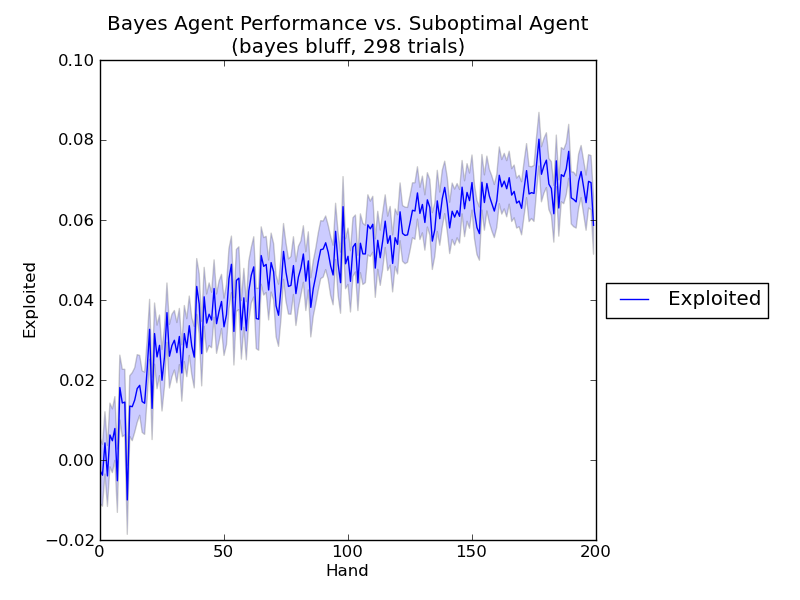 Bayes Agent Performance vs. Suboptimal Agent
(bayes bluff, 298 trials)
0.10
0.08
0.06
0.04
0.02
0.00
−0.02
Exploited
0 50 100 150 200
Hand
Exploited